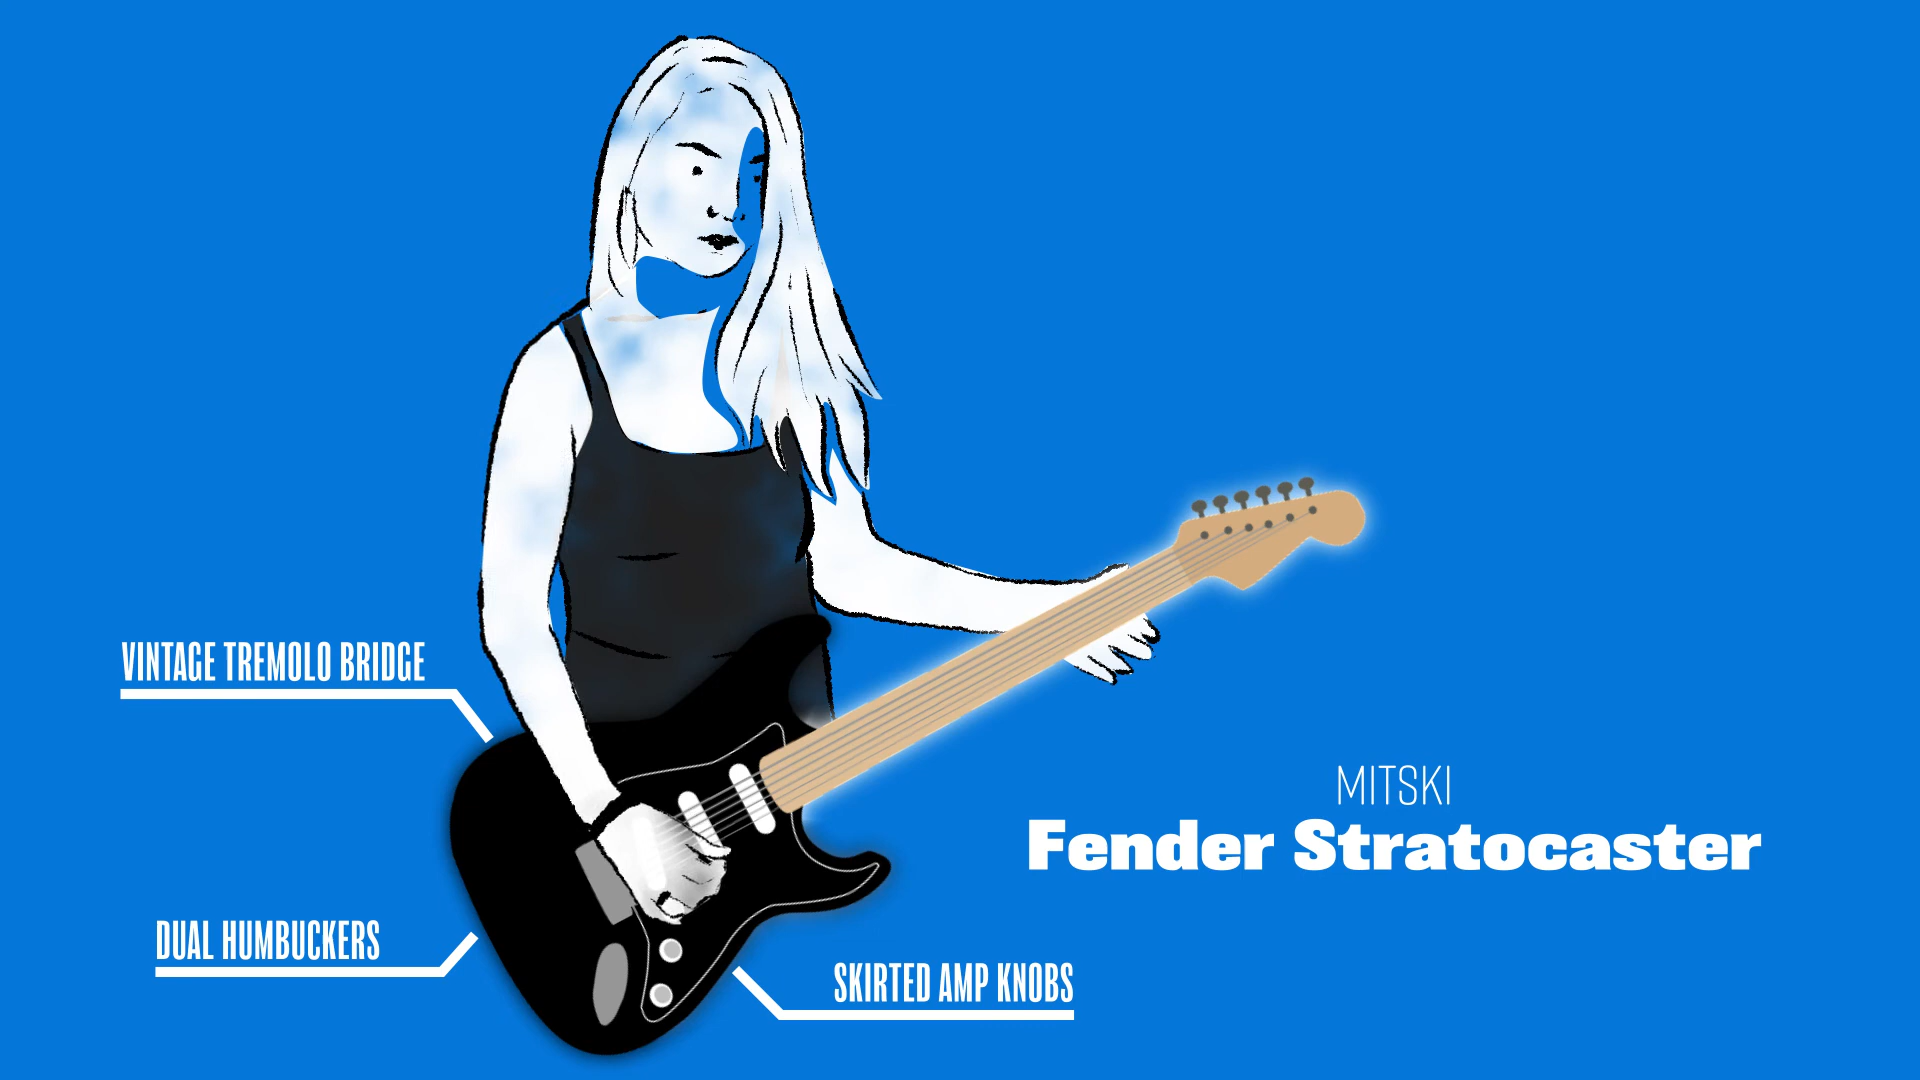 VINTAGE TREMOLO BRIDGE
MITSKI
Fender Stratocaster
DUAL HUMBUCKERS
SKIRTED AMP KNOBS